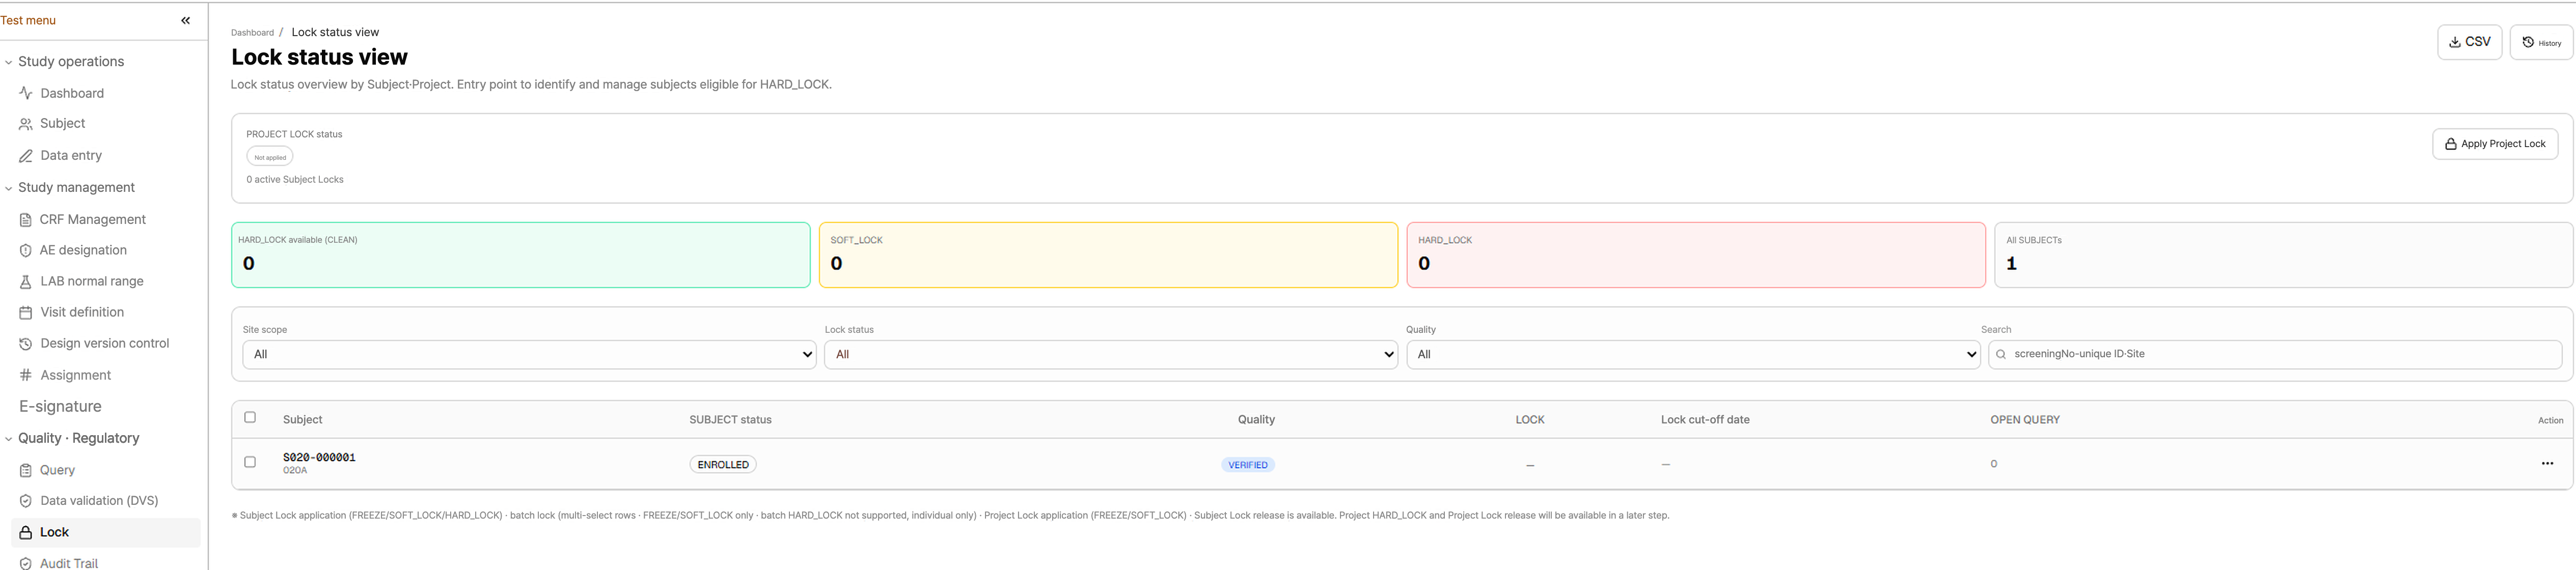 Test menu
Study operations
Dashboard
Subject
Data entry
Study management
CRF Management
AE designation
LAB normal range
Visit definition
Design version control
Assignment
E-signature
Quality · Regulatory
Query
Data validation (DVS)
Lock
Audit Trail
Dashboard / Lock status view
Lock status view
Lock status overview by Subject·Project. Entry point to identify and manage subjects eligible for HARD_LOCK.
CSV
History
PROJECT LOCK status
Not applied
0 active Subject Locks
Apply Project Lock
HARD_LOCK available (CLEAN)
0
SOFT_LOCK
0
HARD_LOCK
0
All SUBJECTs
1
Site scope
All
Lock status
All
Quality
All
Search
screeningNo-unique ID·Site
Subject SUBJECT status Quality LOCK Lock cut-off date OPEN QUERY Action
S020-000001 ENROLLED VERIFIED — — 0 •••
020A
※ Subject Lock application (FREEZE/SOFT_LOCK/HARD_LOCK) · batch lock (multi-select rows · FREEZE/SOFT_LOCK only · batch HARD_LOCK not supported, individual only) · Project Lock application (FREEZE/SOFT_LOCK) · Subject Lock release is available. Project HARD_LOCK and Project Lock release will be available in a later step.